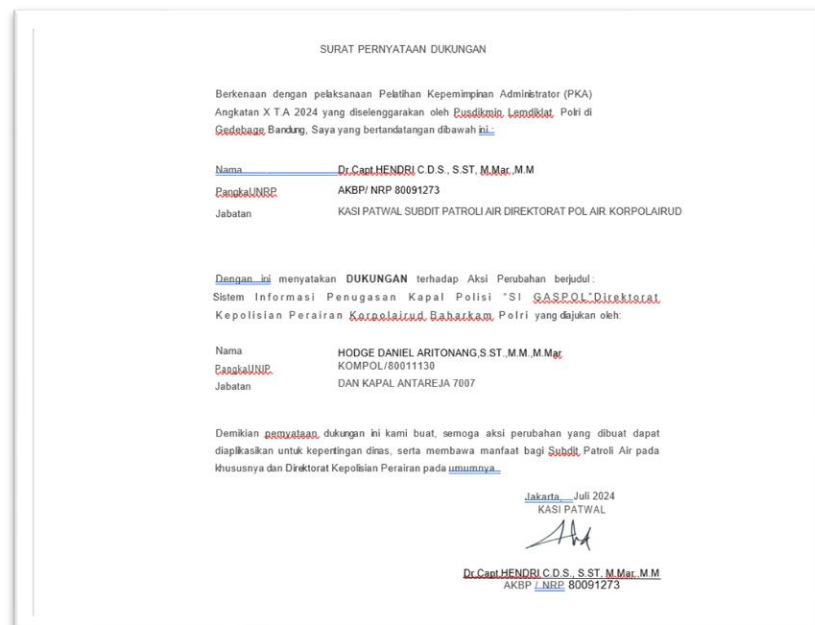 SURAT PERNYATAAN DUKUNGAN
Berkenaan dengan pelaksanaan Pelatihan Kepemimpinan Administrator (PKA)
Angkatan X T.A 2024 yang diselenggarakan oleh Pusdikmin Lemdiklat Polri di
Gedebage Bandung, Saya yang bertandatangan dibawah ini :
Nama Dr.Capt.HENDRI C.D.S., S.ST, M.Mar.,M.M
PangkaUNRP AKBP/ NRP 80091273
Jabatan KASI PATWAL SUBDIT PATROLI AIR DIREKTORAT POL AIR KORPOLAIRUD
Dengan ini menyatakan DUKUNGAN terhadap Aksi Perubahan berjudul :
Sistem Informasi Penugasan Kapal Polisi "SI GASPOL"Direktorat
Kepolisian Perairan Korpolairud Baharkam Polri yang diajukan oleh:
Nama HODGE DANIEL ARITONANG,S.ST.,M.M.,M.Mar
PangkaUNIP KOMPOL/80011130
Jabatan DAN KAPAL ANTAREJA 7007
Demikian pernyataan dukungan ini kami buat, semoga aksi perubahan yang dibuat dapat
diaplikasikan untuk kepentingan dinas, serta membawa manfaat bagi Subdit Patroli Air pada
khususnya dan Direktorat Kepolisian Perairan pada umumnya
Jakarta, Juli 2024
KASI PATWAL
Dr.Capt.HENDRI C.D.S., S.ST, M.Mar.,M.M
AKBP / NRP 80091273